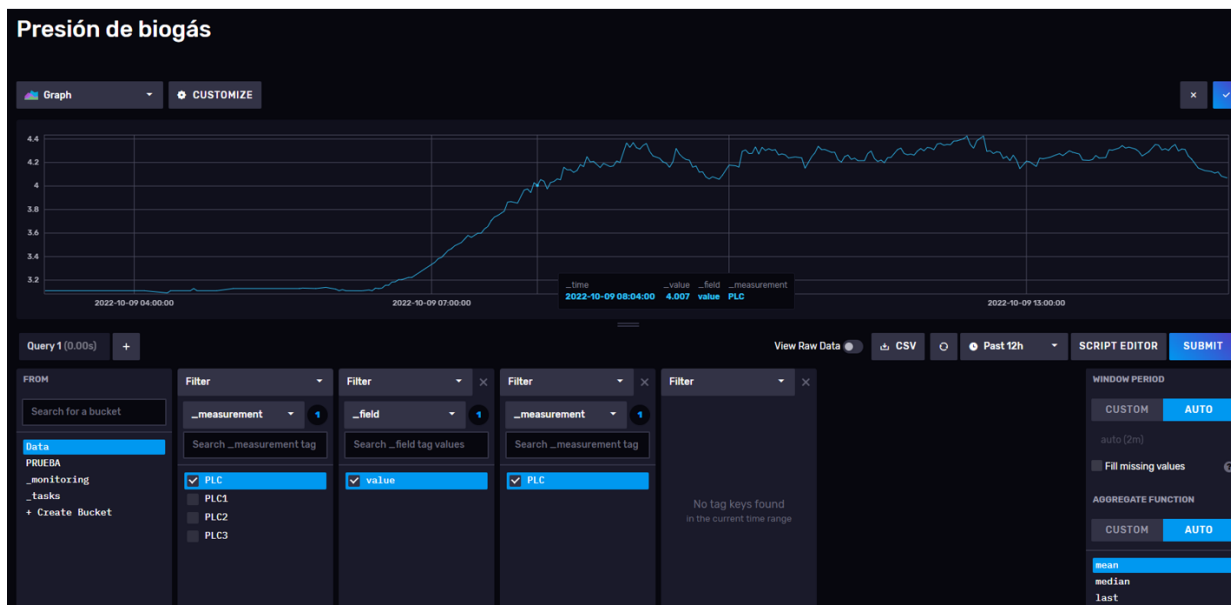 Presión de biogás
Graph
CUSTOMIZE
4.4
4.2
4
3.8
3.6
3.4
3.2
_time _value _field _measurement
2022-10-09 08:04:00 4.007 value PLC
2022-10-09 04:00:00 2022-10-09 07:00:00 2022-10-09 13:00:00
Query 1 (0.00s) + View Raw Data CSV Past 12h SCRIPT EDITOR SUBMIT
FROM
Search for a bucket
Data
PRUEBA
_monitoring
_tasks
+ Create Bucket
Filter
_measurement 1
Search _measurement tag
PLC
PLC1
PLC2
PLC3
Filter
_field 1
Search _field tag values
value
Filter
_measurement 1
Search _measurement tag
PLC
Filter
No tag keys found
in the current time range
WINDOW PERIOD
CUSTOM AUTO
auto (2m)
Fill missing values ?
AGGREGATE FUNCTION
CUSTOM AUTO
mean
median
last